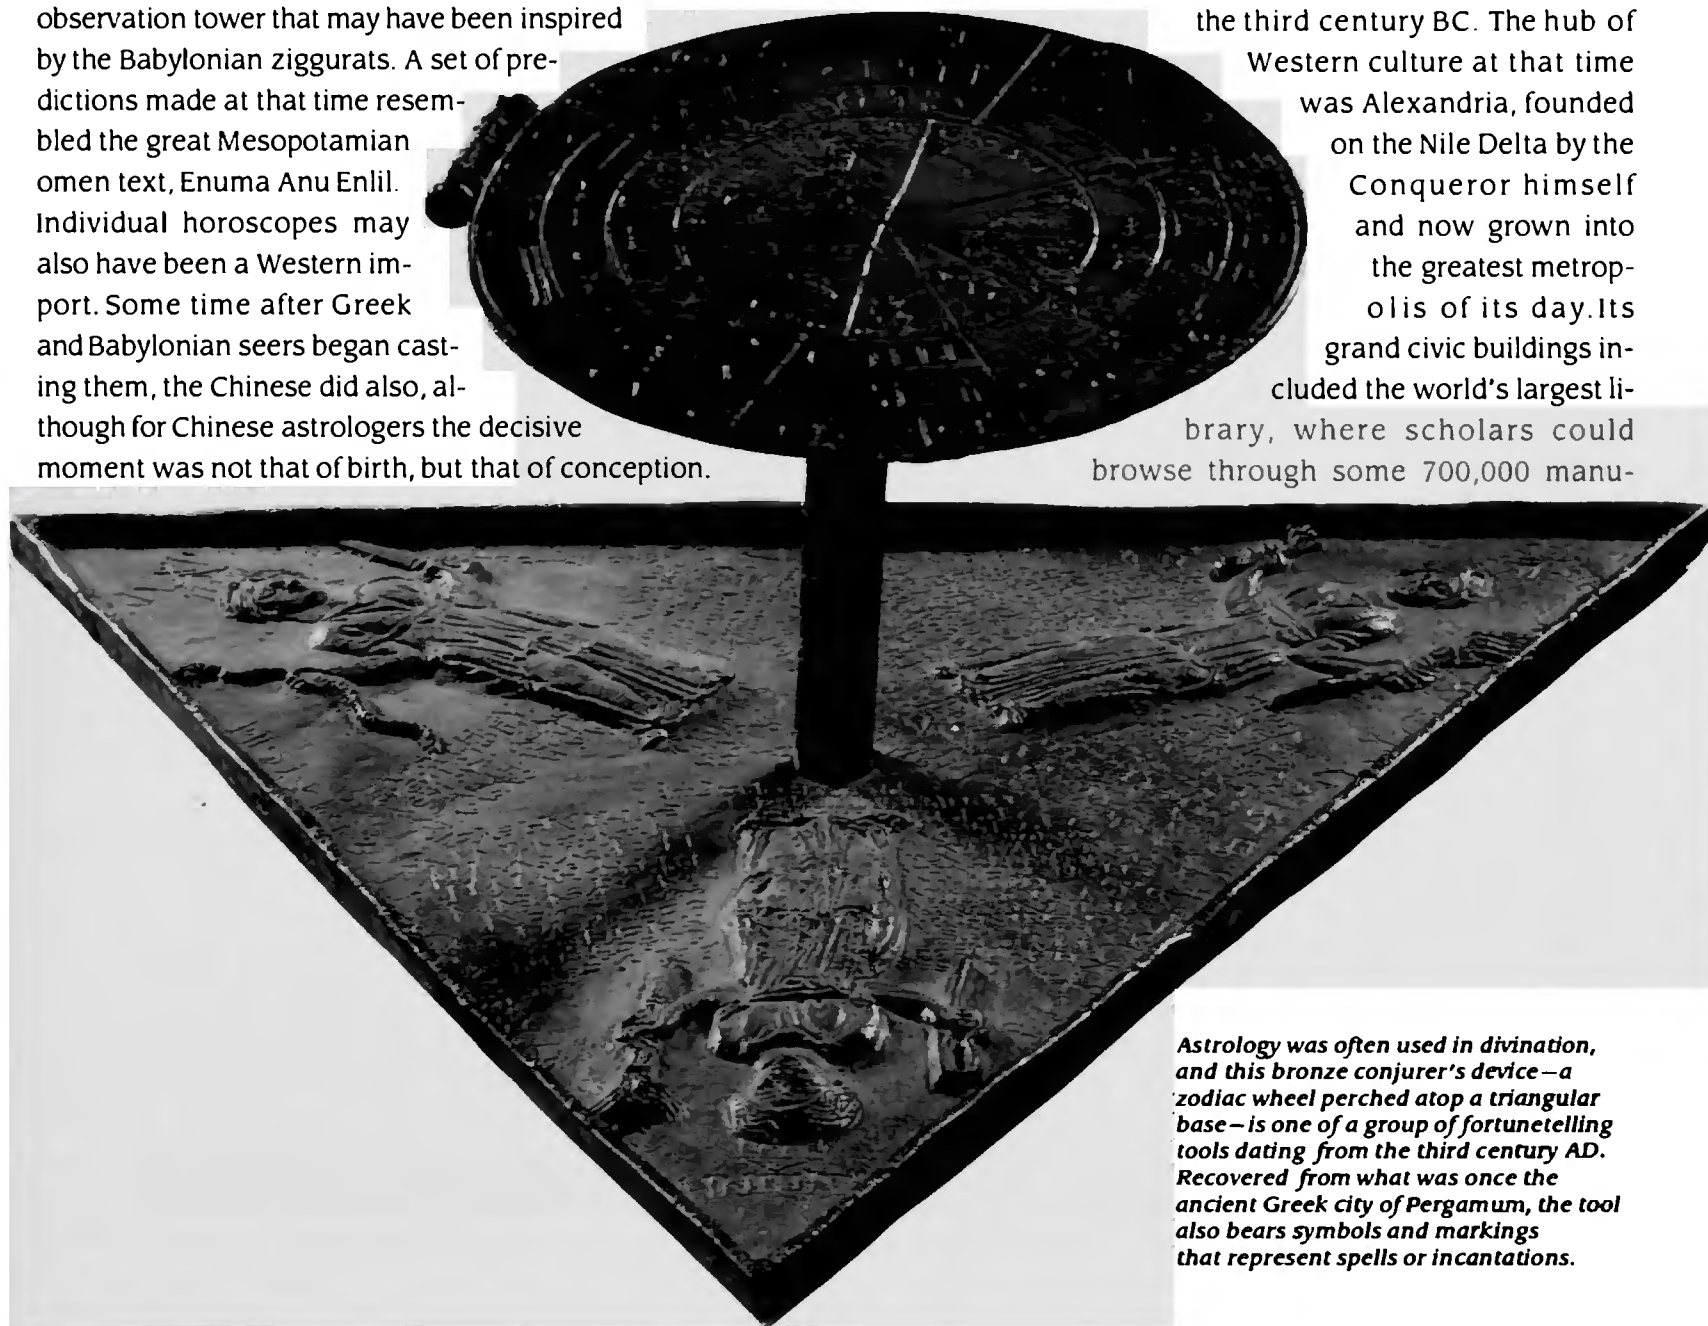 observation tower that may have been inspired
by the Babylonian ziggurats. A set of pre-
dictions made at that time resem-
bled the great Mesopotamian
omen text, Enuma Anu Enlil.
Individual horoscopes may
also have been a Western im-
port. Some time after Greek
and Babylonian seers began cast-
ing them, the Chinese did also, al-
though for Chinese astrologers the decisive
moment was not that of birth, but that of conception.
the third century BC. The hub of
Western culture at that time
was Alexandria, founded
on the Nile Delta by the
Conqueror himself
and now grown into
the greatest metrop-
olis of its day. Its
grand civic buildings in-
cluded the world's largest li-
brary, where scholars could
browse through some 700,000 manu-
Astrology was often used in divination,
and this bronze conjurer's device—a
zodiac wheel perched atop a triangular
base—is one of a group of fortunetelling
tools dating from the third century AD.
Recovered from what was once the
ancient Greek city of Pergamum, the tool
also bears symbols and markings
that represent spells or incantations.